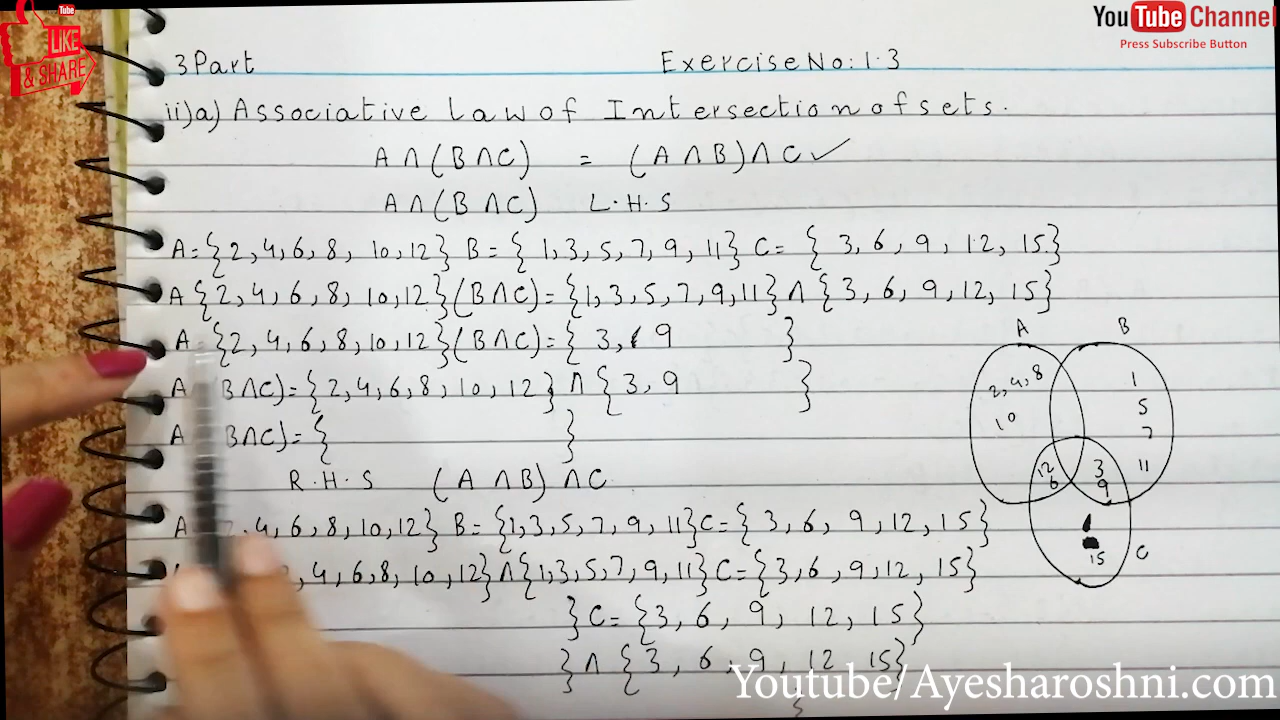 Tube
LIKE
& SHARE
YouTube Channel
Press Subscribe Button
3 Part Exercise No: 1.3
ii) a) Associative Law of Intersection of sets.
A ∩ (B ∩ C) = (A ∩ B) ∩ C ✓
A ∩ (B ∩ C) L.H.S
A = {2, 4, 6, 8, 10, 12} B = {1, 3, 5, 7, 9, 11} C = {3, 6, 9, 12, 15}
A {2, 4, 6, 8, 10, 12} (B ∩ C) = {1, 3, 5, 7, 9, 11} ∩ {3, 6, 9, 12, 15}
A {2, 4, 6, 8, 10, 12} (B ∩ C) = {3, 9 }
A B ∩ C) = {2, 4, 6, 8, 10, 12} ∩ {3, 9 }
A B ∩ C) = { }
R.H.S (A ∩ B) ∩ C
A 2, 4, 6, 8, 10, 12} B = {1, 3, 5, 7, 9, 11} C = {3, 6, 9, 12, 15}
, 4, 6, 8, 10, 12} ∩ {1, 3, 5, 7, 9, 11} C = {3, 6, 9, 12, 15}
} C = {3, 6, 9, 12, 15}
} ∩ {3, 6, 9, 12 15}
A B
2, 4, 8
10
1
5
7
11
12
6
3
9
15
C
Youtube/Ayesharoshni.com